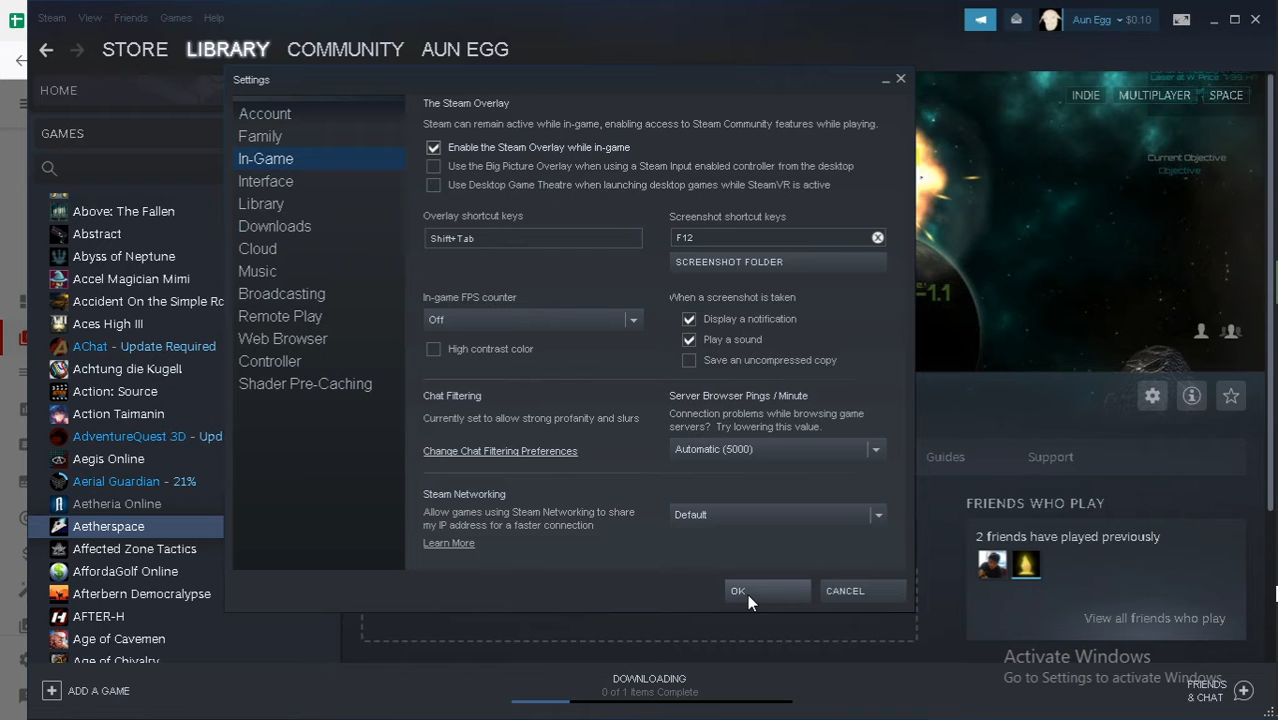 Steam View Friends Games Help
Aun Egg $0.10
STORE LIBRARY COMMUNITY AUN EGG
HOME
GAMES
Above: The Fallen
Abstract
Abyss of Neptune
Accel Magician Mimi
Accident On the Simple Rc
Aces High III
AChat - Update Required
Achtung die Kugel!
Action: Source
Action Taimanin
AdventureQuest 3D - Upd
Aegis Online
Aerial Guardian - 21%
Aetheria Online
Aetherspace
Affected Zone Tactics
AffordaGolf Online
Afterbern Democralypse
AFTER-H
Age of Cavemen
Age of Chivalry
ADD A GAME
Settings
Account
Family
In-Game
Interface
Library
Downloads
Cloud
Music
Broadcasting
Remote Play
Web Browser
Controller
Shader Pre-Caching
The Steam Overlay
Steam can remain active while in-game, enabling access to Steam Community features while playing.
Enable the Steam Overlay while in-game
Use the Big Picture Overlay when using a Steam Input enabled controller from the desktop
Use Desktop Game Theatre when launching desktop games while SteamVR is active
Overlay shortcut keys
Shift+Tab
Screenshot shortcut keys
F12
SCREENSHOT FOLDER
In-game FPS counter
Off
High contrast color
When a screenshot is taken
Display a notification
Play a sound
Save an uncompressed copy
Chat Filtering
Currently set to allow strong profanity and slurs
Change Chat Filtering Preferences
Server Browser Pings / Minute
Connection problems while browsing game
servers? Try lowering this value.
Automatic (5000)
Steam Networking
Allow games using Steam Networking to share
my IP address for a faster connection
Learn More
Default
OK CANCEL
INDIE MULTIPLAYER SPACE
Current Objective
Objective
-1.1
Guides Support
FRIENDS WHO PLAY
2 friends have played previously
View all friends who play
Activate Windows
Go to Settings to activate Windows
DOWNLOADING
0 of 1 Items Complete
FRIENDS
& CHAT